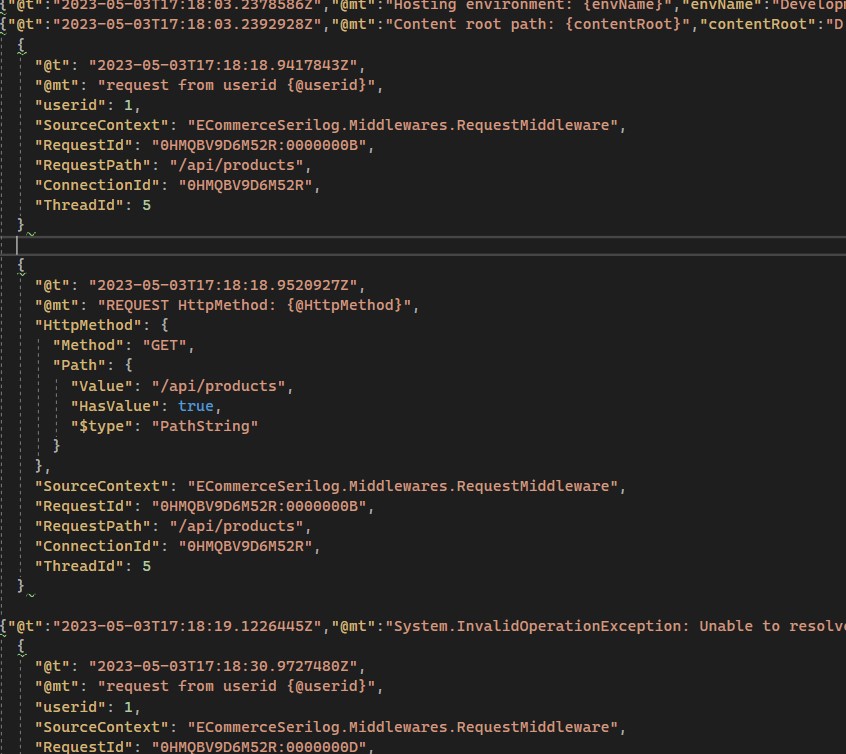 {"@t":"2023-05-03T17:18:03.2378586Z","@mt":"Hosting environment: {envName}","envName":"Develop
{"@t":"2023-05-03T17:18:03.2392928Z","@mt":"Content root path: {contentRoot}","contentRoot":"D
{
"@t": "2023-05-03T17:18:18.9417843Z",
"@mt": "request from userid {@userid}",
"userid": 1,
"SourceContext": "ECommerceSerilog.Middlewares.RequestMiddleware",
"RequestId": "0HMQBV9D6M52R:0000000B",
"RequestPath": "/api/products",
"ConnectionId": "0HMQBV9D6M52R",
"ThreadId": 5
}
{
"@t": "2023-05-03T17:18:18.9520927Z",
"@mt": "REQUEST HttpMethod: {@HttpMethod}",
"HttpMethod": {
"Method": "GET",
"Path": {
"Value": "/api/products",
"HasValue": true,
"$type": "PathString"
}
},
"SourceContext": "ECommerceSerilog.Middlewares.RequestMiddleware",
"RequestId": "0HMQBV9D6M52R:0000000B",
"RequestPath": "/api/products",
"ConnectionId": "0HMQBV9D6M52R",
"ThreadId": 5
}
{"@t":"2023-05-03T17:18:19.1226445Z","@mt":"System.InvalidOperationException: Unable to resolve
{
"@t": "2023-05-03T17:18:30.9727480Z",
"@mt": "request from userid {@userid}",
"userid": 1,
"SourceContext": "ECommerceSerilog.Middlewares.RequestMiddleware",
"RequestId": "0HMQBV9D6M52R:0000000D",